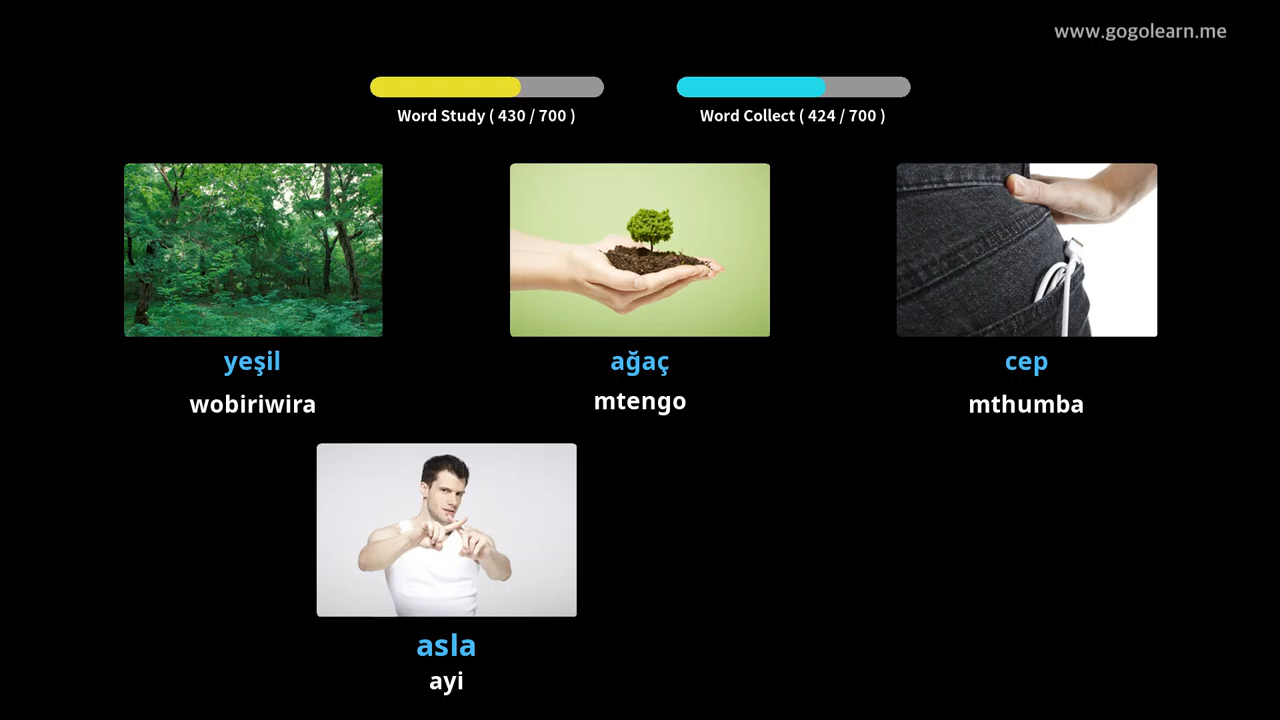 www.gogolearn.me
Word Study ( 430 / 700 )
Word Collect ( 424 / 700 )
yeşil
ağaç
cep
wobiriwira
mtengo
mthumba
asla
ayi